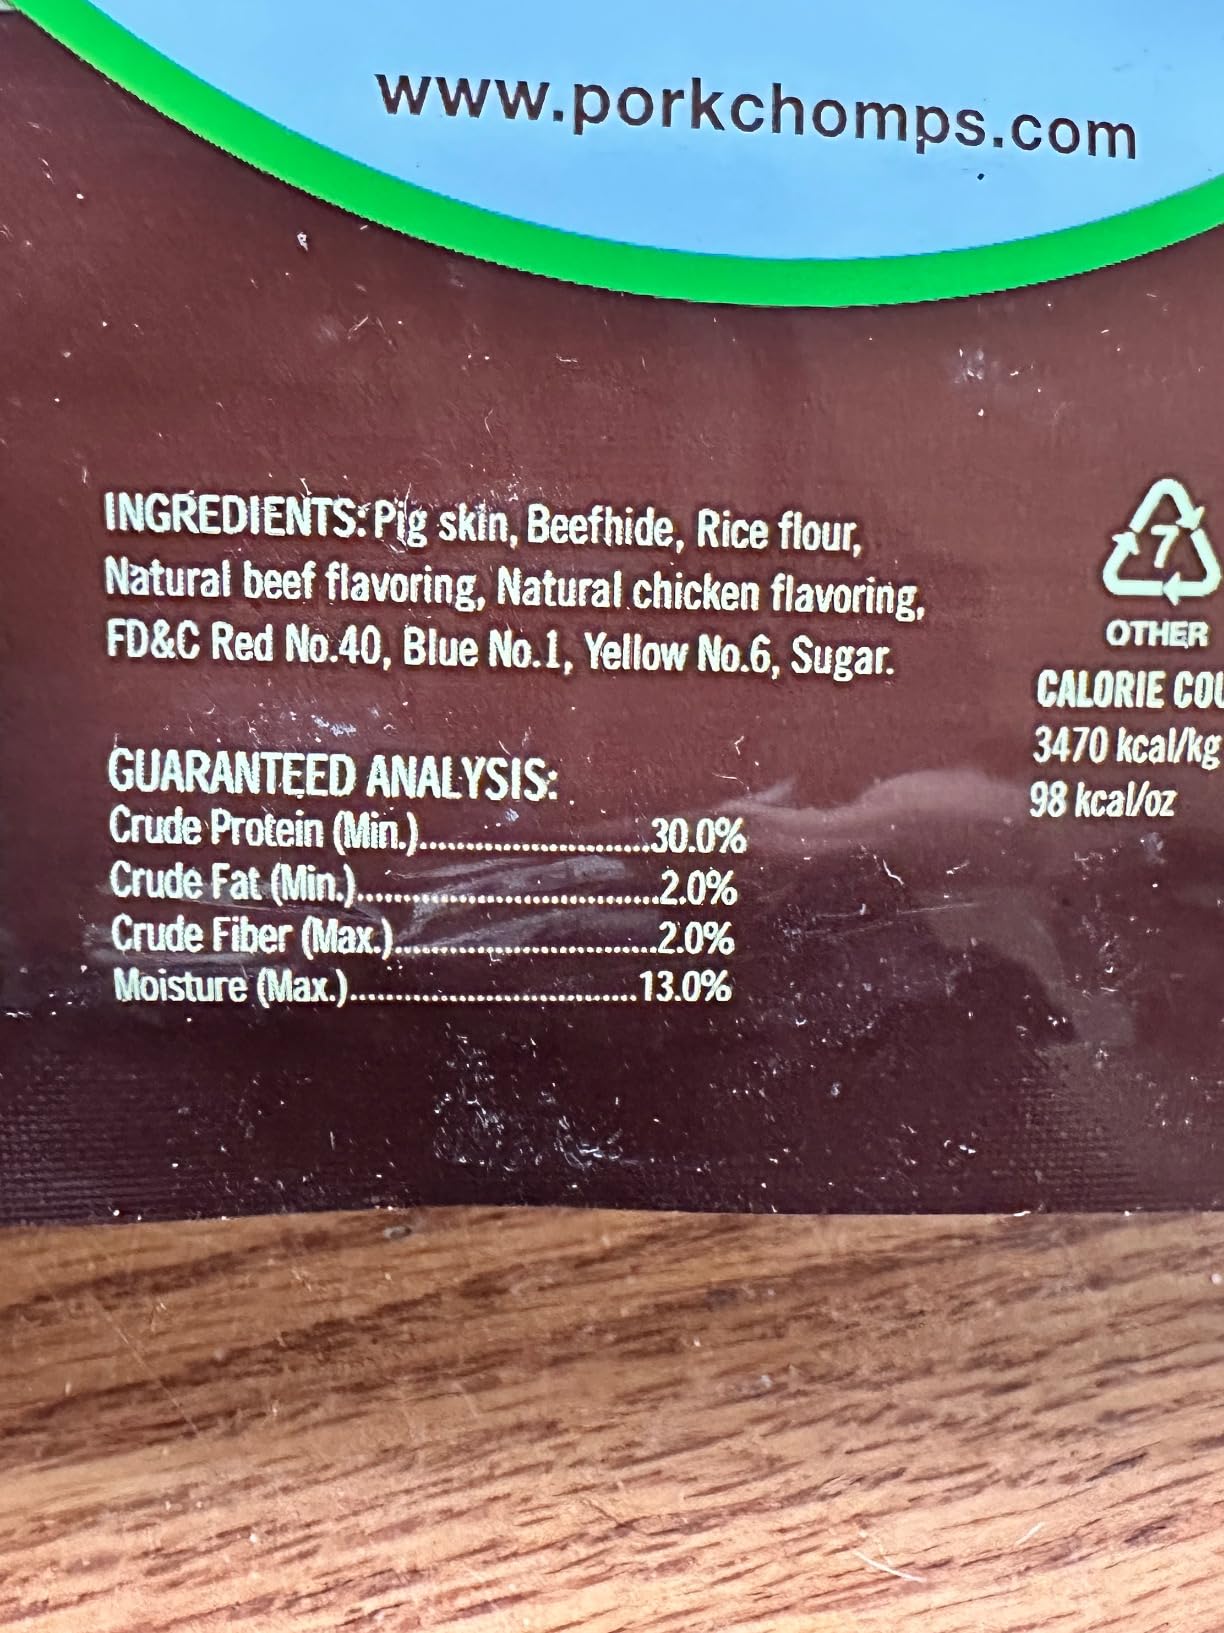 www.porkchomps.com
INGREDIENTS: Pig skin, Beefhide, Rice flour,
Natural beef flavoring, Natural chicken flavoring,
FD&C Red No.40, Blue No.1, Yellow No.6, Sugar.
GUARANTEED ANALYSIS:
Crude Protein (Min.)........................30.0%
Crude Fat (Min.)................................2.0%
Crude Fiber (Max.)............................2.0%
Moisture (Max.)..............................13.0%
7
OTHER
CALORIE
3470 kcal/kg
98 kcal/oz